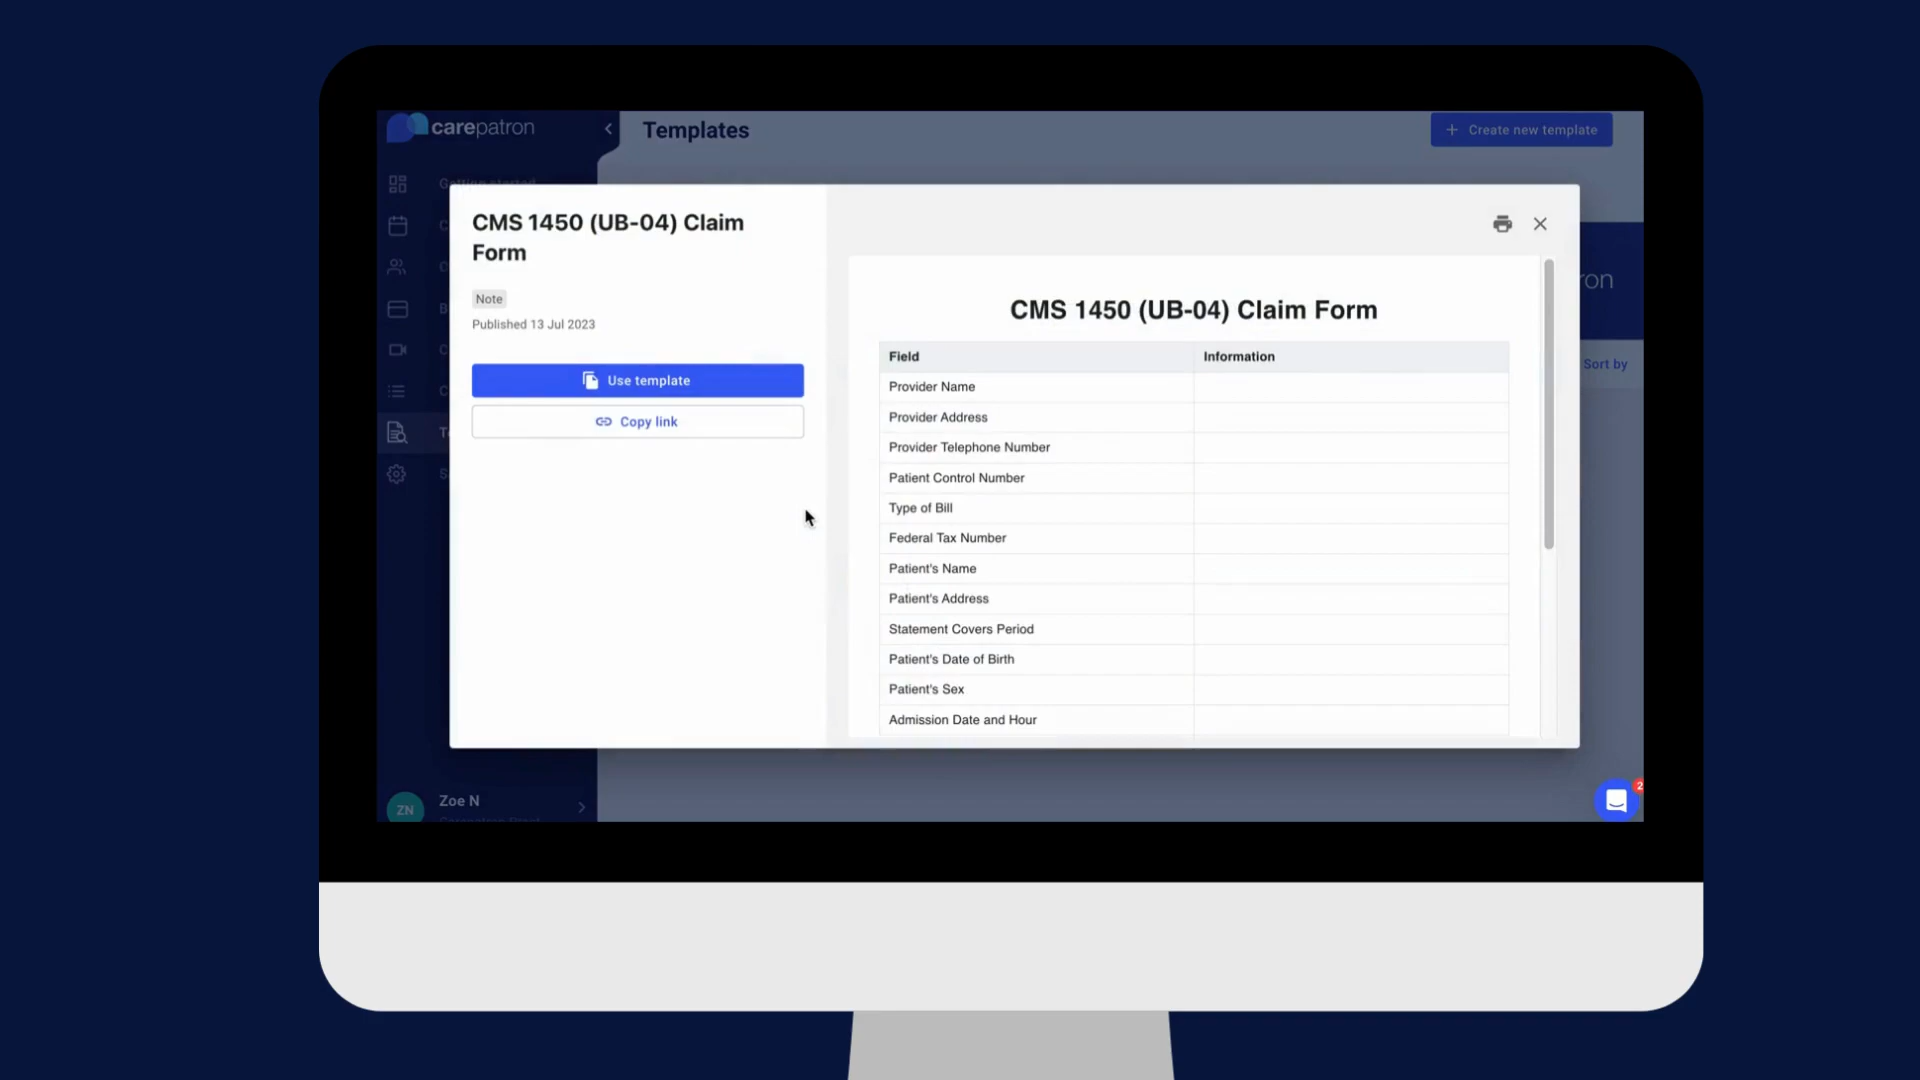 carepatron
Templates
Create new template
Getting started
CMS 1450 (UB-04) Claim
Form
Note
Published 13 Jul 2023
Use template
Copy link
CMS 1450 (UB-04) Claim Form
Field Information
Provider Name
Provider Address
Provider Telephone Number
Patient Control Number
Type of Bill
Federal Tax Number
Patient's Name
Patient's Address
Statement Covers Period
Patient's Date of Birth
Patient's Sex
Admission Date and Hour
ron
Sort by
ZN
Zoe N
2